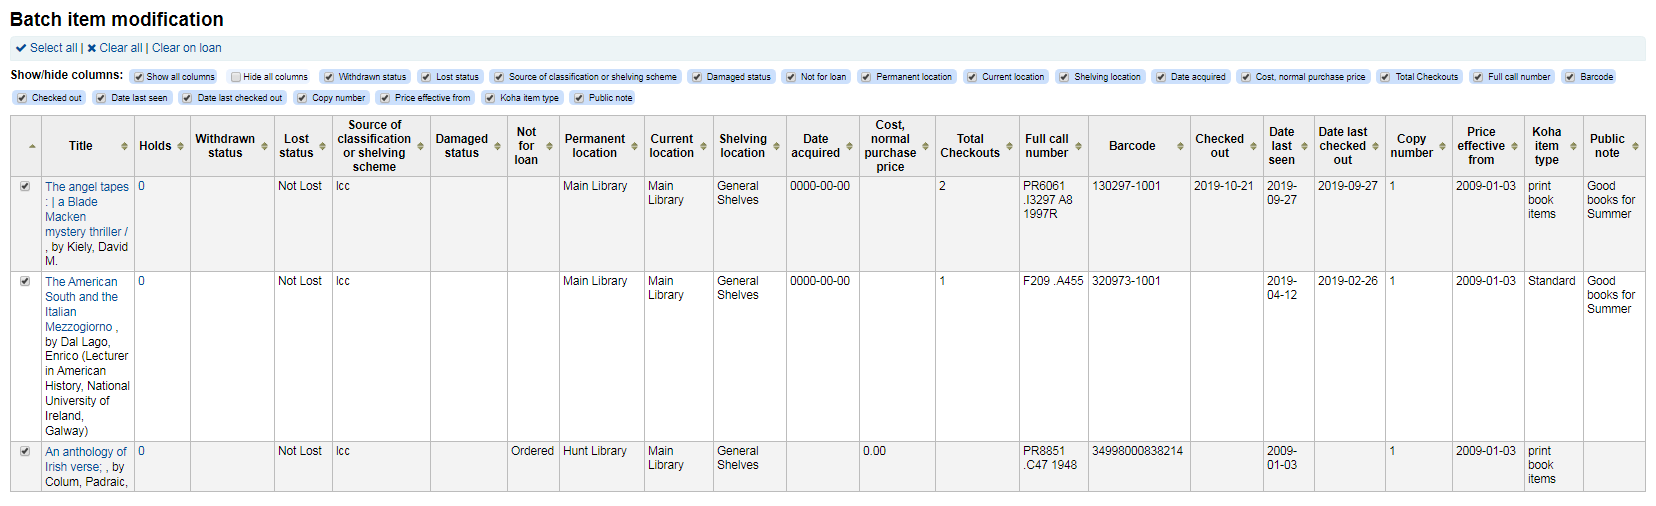 Batch item modification
Select all | Clear all | Clear on loan
Show/hide columns: Show all columns Hide all columns Withdrawn status Lost status Source of classification or shelving scheme Damaged status Not for loan Permanent location Current location Shelving location Date acquired Cost, normal purchase price Total Checkouts Full call number Barcode
Checked out Date last seen Date last checked out Copy number Price effective from Koha item type Public note
Title Holds Withdrawn status Lost status Source of classification or shelving scheme Damaged status Not for loan Permanent location Current location Shelving location Date acquired Cost, normal purchase price Total Checkouts Full call number Barcode Checked out Date last seen Date last checked out Copy number Price effective from Koha item type Public note
The angel tapes 0 Not Lost lcc Main Library Main General 0000-00-00 2 PR6061 130297-1001 2019-10-21 2019- 2019-09-27 1 2009-01-03 print Good
: | a Blade Library Shelves .I3297 A8 09-27 book books for
Macken 1997R items Summer
mystery thriller /
, by Kiely, David
M.
The American 0 Not Lost lcc Main Library Main General 0000-00-00 1 F209 .A455 320973-1001 2019- 2019-02-26 1 2009-01-03 Standard Good
South and the Library Shelves 04-12 books for
Italian Summer
Mezzogiorno ,
by Dal Lago,
Enrico (Lecturer
in American
History, National
University of
Ireland,
Galway)
An anthology of 0 Not Lost lcc Ordered Hunt Library Main General 0.00 PR8851 34998000838214 2009- 1 2009-01-03 print
Irish verse; , by Library Shelves .C47 1948 01-03 book
Colum, Padraic, items